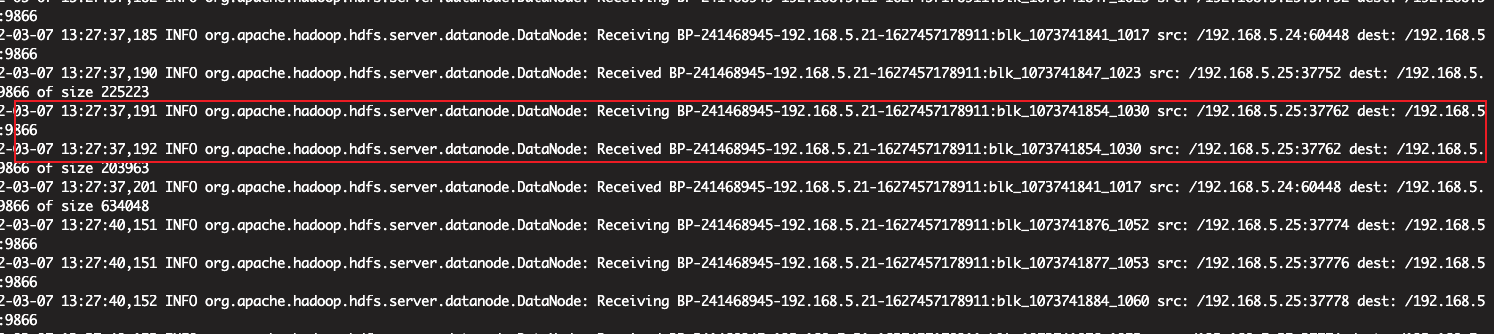 :9866
2-03-07 13:27:37,185 INFO org.apache.hadoop.hdfs.server.datanode.DataNode: Receiving BP-241468945-192.168.5.21-1627457178911:blk_1073741841_1017 src: /192.168.5.24:60448 dest: /192.168.5
:9866
2-03-07 13:27:37,190 INFO org.apache.hadoop.hdfs.server.datanode.DataNode: Received BP-241468945-192.168.5.21-1627457178911:blk_1073741847_1023 src: /192.168.5.25:37752 dest: /192.168.5.
9866 of size 225223
2-03-07 13:27:37,191 INFO org.apache.hadoop.hdfs.server.datanode.DataNode: Receiving BP-241468945-192.168.5.21-1627457178911:blk_1073741854_1030 src: /192.168.5.25:37762 dest: /192.168.5
:9866
2-03-07 13:27:37,192 INFO org.apache.hadoop.hdfs.server.datanode.DataNode: Received BP-241468945-192.168.5.21-1627457178911:blk_1073741854_1030 src: /192.168.5.25:37762 dest: /192.168.5.
9866 of size 203963
2-03-07 13:27:37,201 INFO org.apache.hadoop.hdfs.server.datanode.DataNode: Received BP-241468945-192.168.5.21-1627457178911:blk_1073741841_1017 src: /192.168.5.24:60448 dest: /192.168.5.
9866 of size 634048
2-03-07 13:27:40,151 INFO org.apache.hadoop.hdfs.server.datanode.DataNode: Receiving BP-241468945-192.168.5.21-1627457178911:blk_1073741876_1052 src: /192.168.5.25:37774 dest: /192.168.5
:9866
2-03-07 13:27:40,151 INFO org.apache.hadoop.hdfs.server.datanode.DataNode: Receiving BP-241468945-192.168.5.21-1627457178911:blk_1073741877_1053 src: /192.168.5.25:37776 dest: /192.168.5
:9866
2-03-07 13:27:40,152 INFO org.apache.hadoop.hdfs.server.datanode.DataNode: Receiving BP-241468945-192.168.5.21-1627457178911:blk_1073741884_1060 src: /192.168.5.25:37778 dest: /192.168.5
:9866